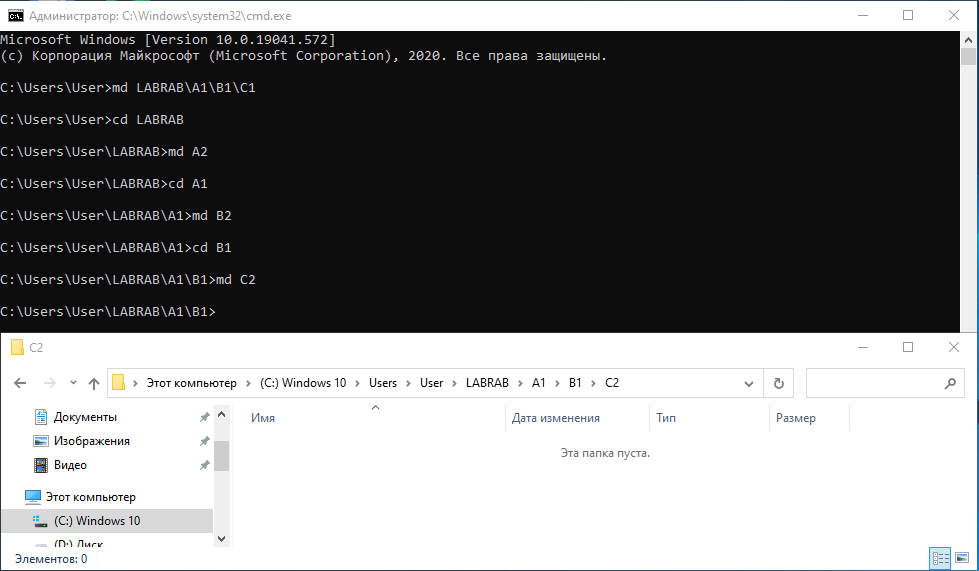 Администратор: C:\Windows\system32\cmd.exe
Microsoft Windows [Version 10.0.19041.572]
(c) Корпорация Майкрософт (Microsoft Corporation), 2020. Все права защищены.
C:\Users\User>md LABRAB\A1\B1\C1
C:\Users\User>cd LABRAB
C:\Users\User\LABRAB>md A2
C:\Users\User\LABRAB>cd A1
C:\Users\User\LABRAB\A1>md B2
C:\Users\User\LABRAB\A1>cd B1
C:\Users\User\LABRAB\A1\B1>md C2
C:\Users\User\LABRAB\A1\B1>
C2
Этот компьютер > (C:) Windows 10 > Users > User > LABRAB > A1 > B1 > C2
Имя Дата изменения Тип Размер
Эта папка пуста.
Документы
Изображения
Видео
Этот компьютер
(C:) Windows 10
(D:) Диск
Элементов: 0